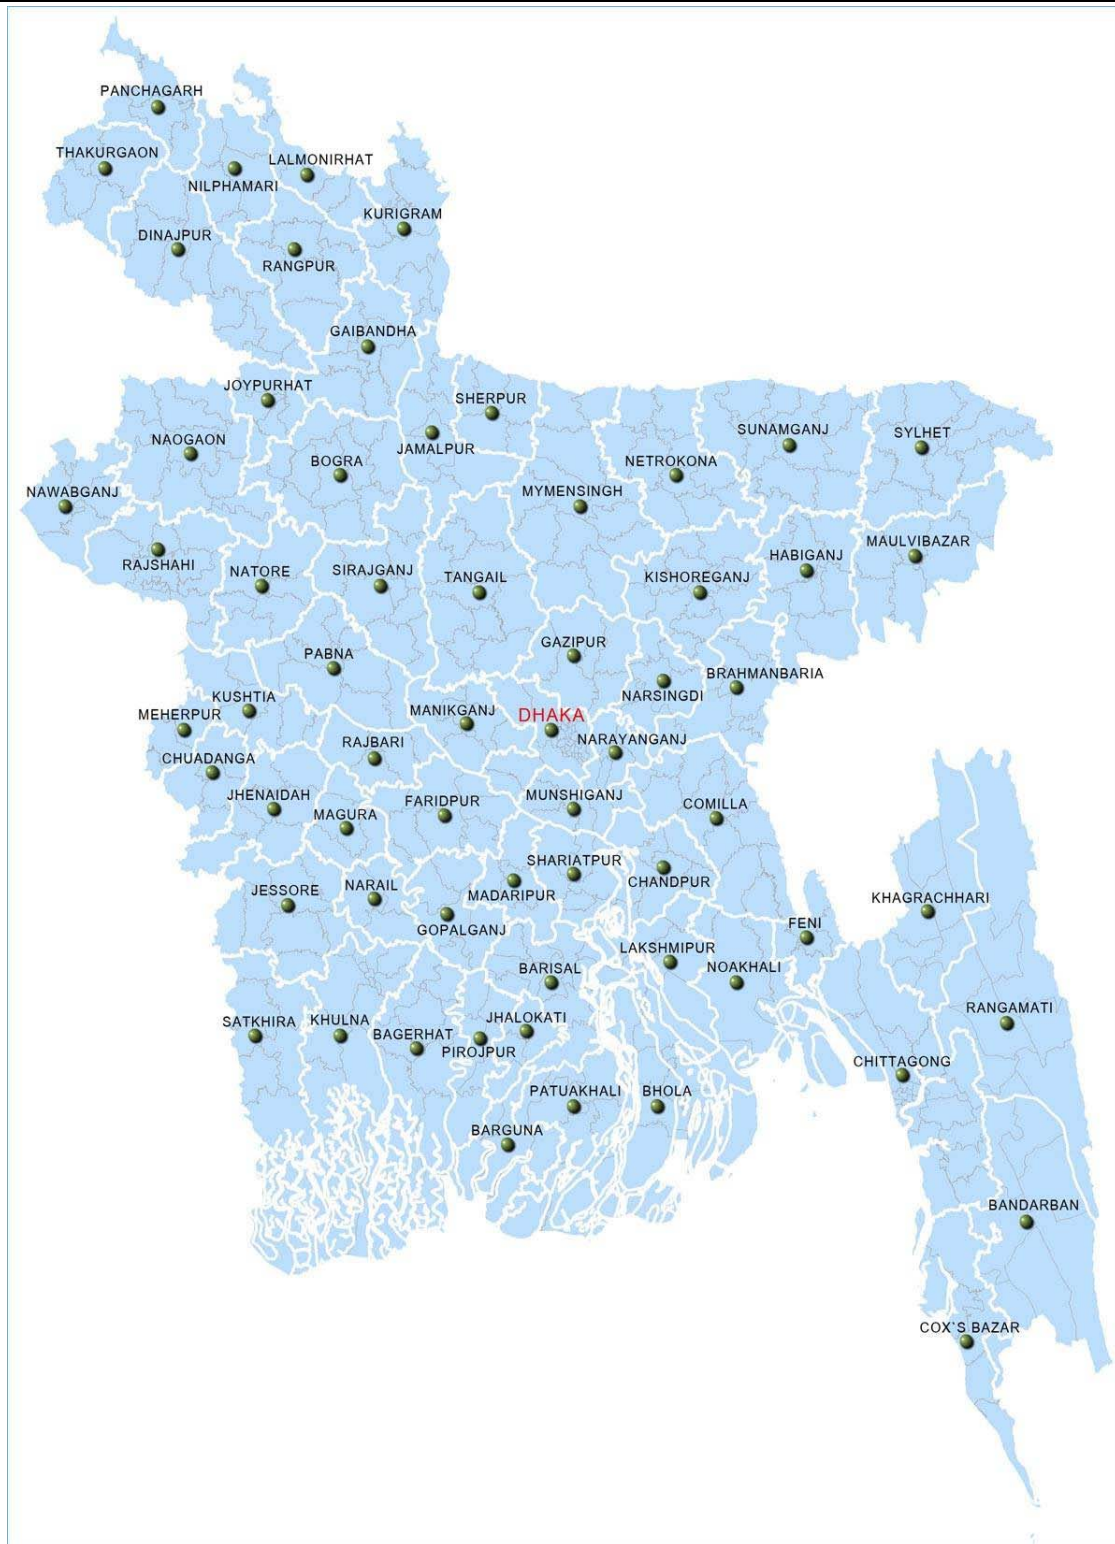 PANCHAGARH
THAKURGAON
LALMONIRHAT
NILPHAMARI
KURIGRAM
DINAJPUR
RANGPUR
GAIBANDHA
JOYPURHAT
SHERPUR
SUNAMGANJ
SYLHET
NAOGAON
JAMALPUR
BOGRA
NETROKONA
NAWABGANJ
MYMENSINGH
MAULVIBAZAR
HABIGANJ
RAJSHAHI
NATORE
SIRAJGANJ
TANGAIL
KISHOREGANJ
GAZIPUR
PABNA
BRAHMANBARIA
NARSINGDI
KUSHTIA
MEHERPUR
MANIKGANJ
DHAKA
NARAYANGANJ
RAJBARI
CHUADANGA
JHENAIDAH
FARIDPUR
MUNSHIGANJ
COMILLA
MAGURA
SHARIATPUR
CHANDPUR
JESSORE
NARAIL
MADARIPUR
KHAGRACHHARI
GOPALGANJ
FENI
LAKSHMIPUR
NOAKHALI
BARISAL
RANGAMATI
SATKHIRA
KHULNA
JHALOKATI
BAGERHAT
PIROJPUR
CHITTAGONG
PATUAKHALI
BHOLA
BARGUNA
BANDARBAN
COX`S BAZAR